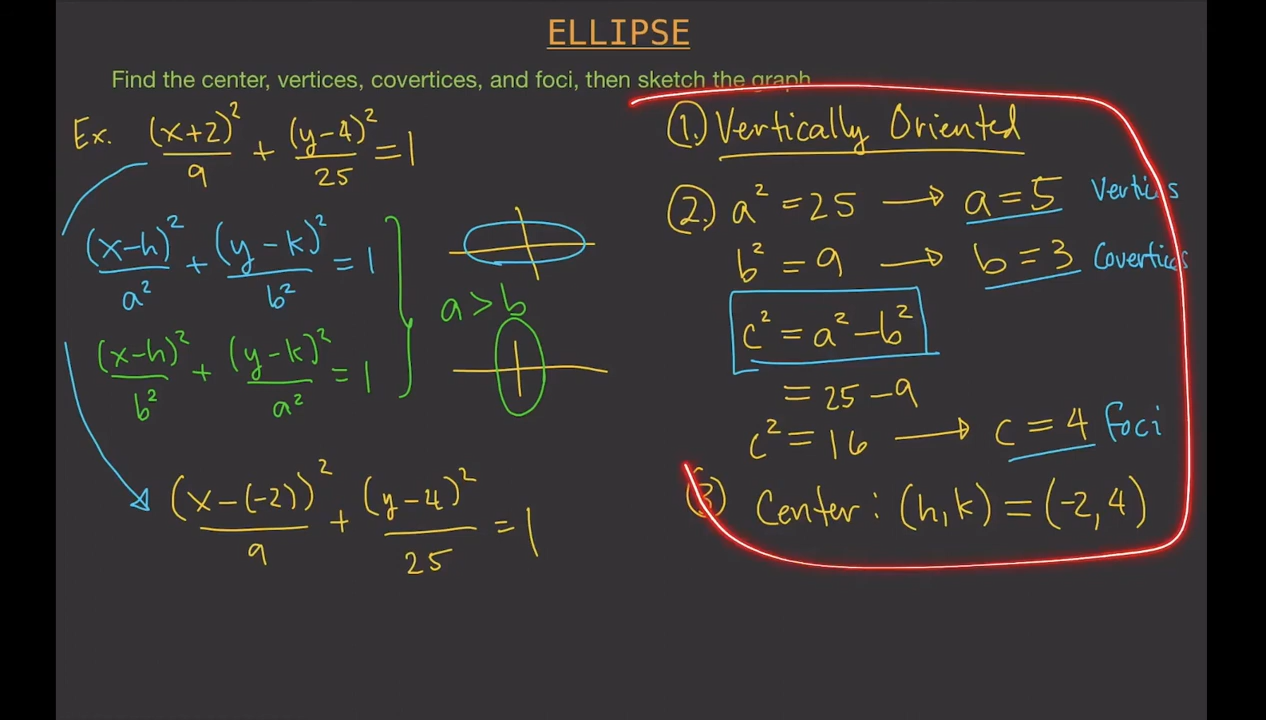 ELLIPSE
Find the center, vertices, covertices, and foci, then sketch the graph
Ex. (x+2)²/9 + (y-4)²/25 = 1
(x-h)²/a² + (y-k)²/b² = 1
a > b
(x-h)²/b² + (y-k)²/a² = 1
(x-(-2))²/9 + (y-4)²/25 = 1
(1.) Vertically Oriented
(2.) a² = 25 → a = 5 Vertices
b² = 9 → b = 3 Covertices
c² = a² - b²
= 25 - 9
c² = 16 → c = 4 foci
(3) Center : (h, k) = (-2, 4)